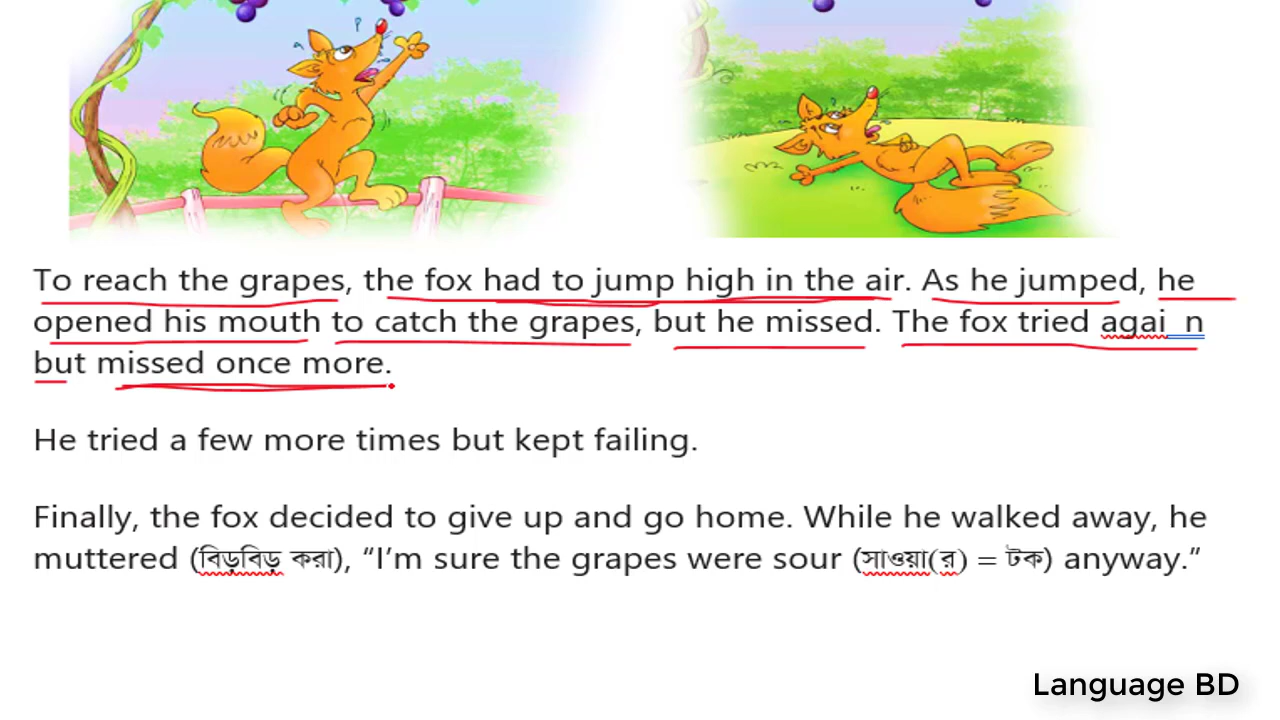 To reach the grapes, the fox had to jump high in the air. As he jumped, he
opened his mouth to catch the grapes, but he missed. The fox tried agai n
but missed once more.
He tried a few more times but kept failing.
Finally, the fox decided to give up and go home. While he walked away, he
muttered (বিড়বিড় করা), “I’m sure the grapes were sour (সাওয়া(র) = টক) anyway.”
Language BD